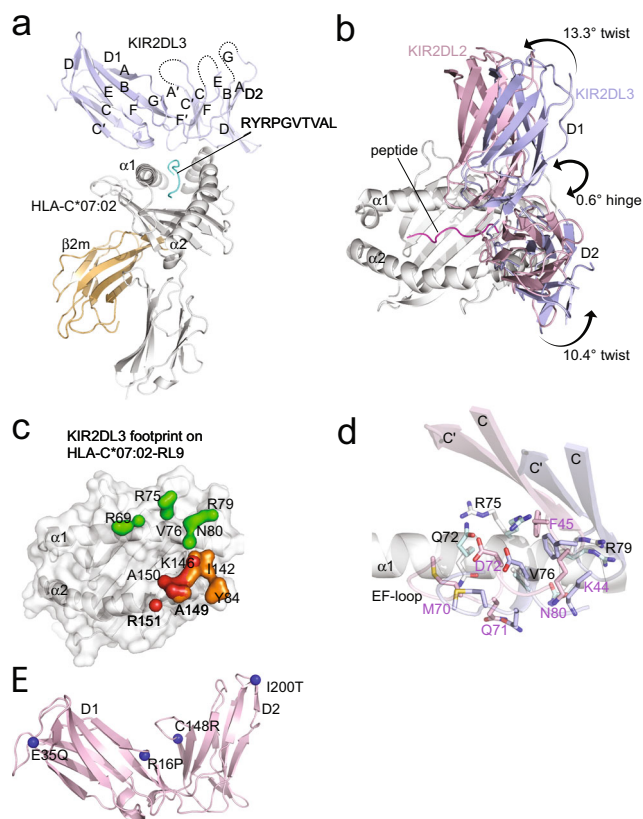 a
KIR2DL3
D
D1
A
B
E
C
C'
F
G
A'
C
C'
F'
F
E
B
A
G
D2
D
RYRPGVTVAL
α1
HLA-C*07:02
β2m
α2
b
KIR2DL2
13.3° twist
KIR2DL3
D1
peptide
α1
0.6° hinge
α2
D2
10.4° twist
c
KIR2DL3 footprint on
HLA-C*07:02-RL9
R75
R79
R69
α1
V76
N80
K146
I142
α2
A150
Y84
A149
R151
d
C
C'
C
C'
R75
F45
Q72
R79
D72
α1
V76
K44
EF-loop
M70
N80
Q71
E
I200T
D1
C148R
D2
E35Q
R16P